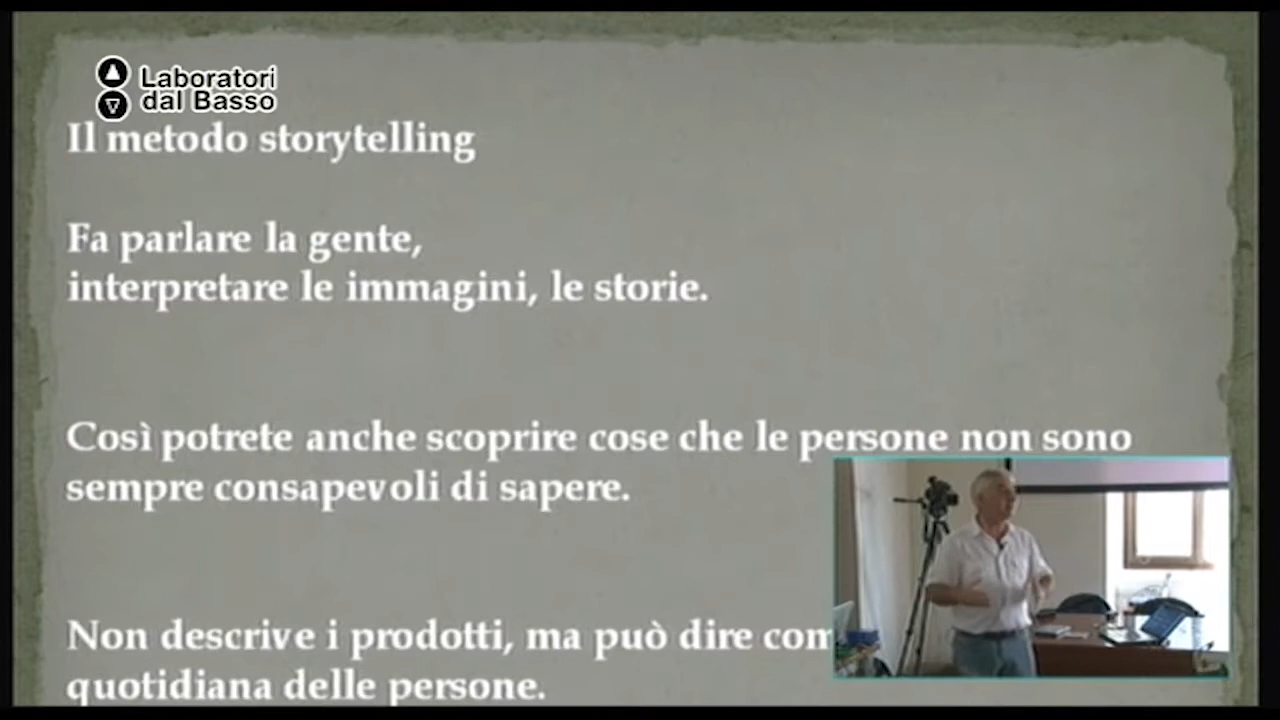 Laboratori
dal Basso
Il metodo storytelling
Fa parlare la gente,
interpretare le immagini, le storie.
Così potrete anche scoprire cose che le persone non sono
sempre consapevoli di sapere.
Non descrive i prodotti, ma può dire
quotidiana delle persone.